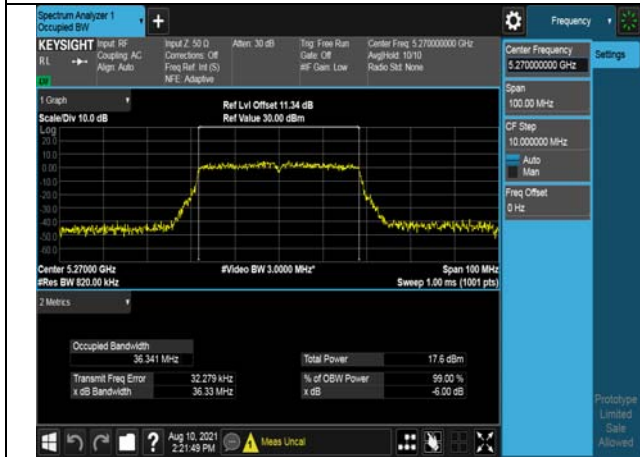 Spectrum Analyzer 1
Occupied BW
Frequency
KEYSIGHT
RL
Input: RF
Coupling: AC
Align: Auto
Input Z: 50 Ω
Corrections: Off
Freq Ref: Int (S)
NFE: Adaptive
Atten: 30 dB
Trig: Free Run
Gate: Off
#IF Gain: Low
Center Freq: 5.270000000 GHz
Avg|Hold: 10/10
Radio Std: None
Center Frequency
5.270000000 GHz
Settings
Span
100.00 MHz
CF Step
10.000000 MHz
Auto
Man
Freq Offset
0 Hz
1 Graph
Scale/Div 10.0 dB
Ref Lvl Offset 11.34 dB
Ref Value 30.00 dBm
Log
20.0
10.0
0.00
-10.0
-20.0
-30.0
-40.0
-50.0
-60.0
Center 5.27000 GHz
#Res BW 820.00 kHz
#Video BW 3.0000 MHz*
Span 100 MHz
Sweep 1.00 ms (1001 pts)
2 Metrics
Occupied Bandwidth
36.341 MHz
Total Power 17.6 dBm
Transmit Freq Error 32.279 kHz
% of OBW Power 99.00 %
x dB Bandwidth 36.33 MHz
x dB -6.00 dB
Prototype
Limited
Sale
Allowed
Aug 10, 2021
2:21:49 PM
Meas Uncal